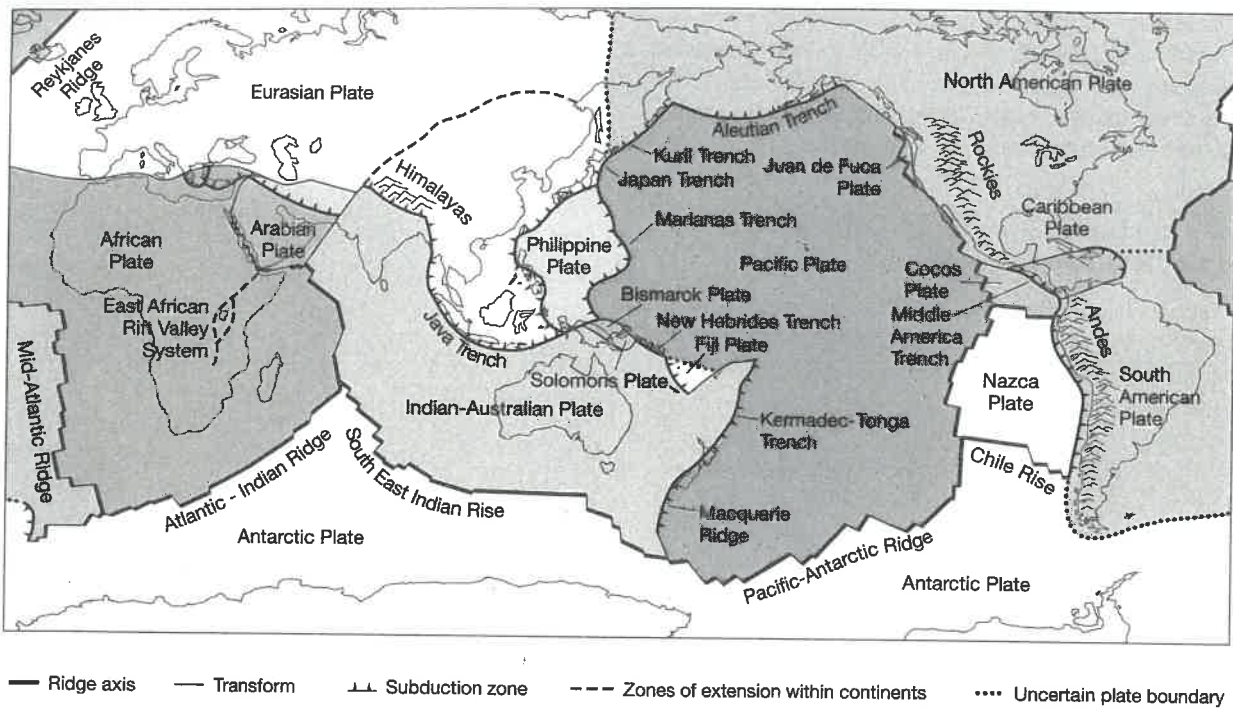 Reykjanes
Ridge
Eurasian Plate
North American Plate
Aleutian Trench
Kuril Trench
Japan Trench
Juan de Fuca
Plate
Rockies
Himalayas
Marianas Trench
Caribbean
Plate
African
Plate
Arabian
Plate
Philippine
Plate
Pacific Plate
Cocos
Plate
East African
Rift Valley
System
Bismarck Plate
New Hebrides Trench
Fiji Plate
Middle
America
Trench
Andes
Java Trench
Solomons Plate
Mid-Atlantic Ridge
Indian-Australian Plate
Nazca
Plate
South
American
Plate
Kermadec-Tonga
Trench
Atlantic - Indian Ridge
South East Indian Rise
Chile Rise
Macquarie
Ridge
Antarctic Plate
Pacific-Antarctic Ridge
Antarctic Plate
Ridge axis
Transform
Subduction zone
Zones of extension within continents
Uncertain plate boundary